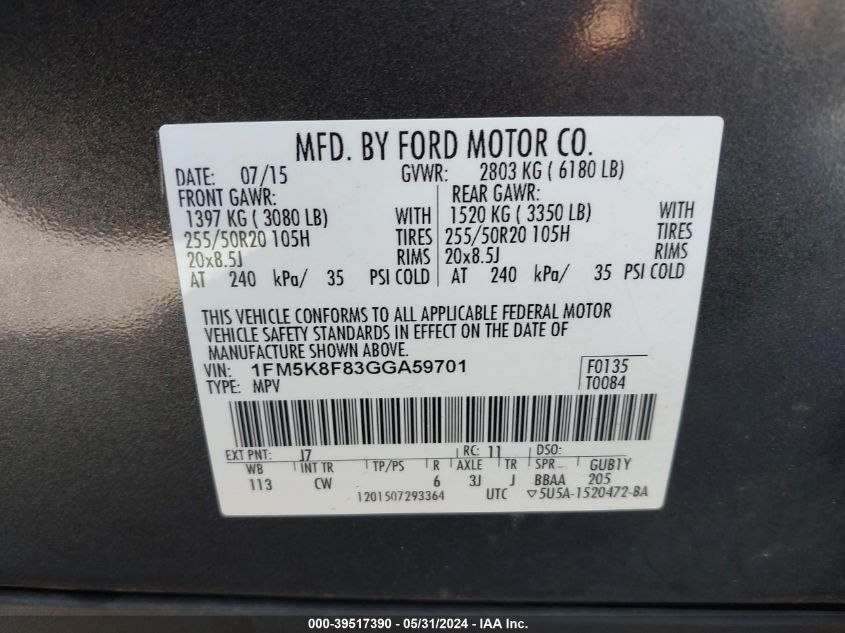 MFD. BY FORD MOTOR CO.
DATE: 07/15 GVWR: 2803 KG ( 6180 LB)
FRONT GAWR: REAR GAWR:
1397 KG ( 3080 LB) WITH 1520 KG ( 3350 LB) WITH
255/50R20 105H TIRES 255/50R20 105H TIRES
20x8.5J RIMS 20x8.5J RIMS
AT 240 kPa/ 35 PSI COLD AT 240 kPa/ 35 PSI COLD
THIS VEHICLE CONFORMS TO ALL APPLICABLE FEDERAL MOTOR
VEHICLE SAFETY STANDARDS IN EFFECT ON THE DATE OF
MANUFACTURE SHOWN ABOVE.
VIN: 1FM5K8F83GGA59701 F0135
TYPE: MPV T0084
EXT PNT: J7 RC: 11 DSO:
WB INT TR TP/PS R AXLE TR SPR GUB1Y
113 CW 6 3J J BBAA 205
1201507293364 UTC ▽5U5A-1520472-BA
000-39517390 - 05/31/2024 - IAA Inc.